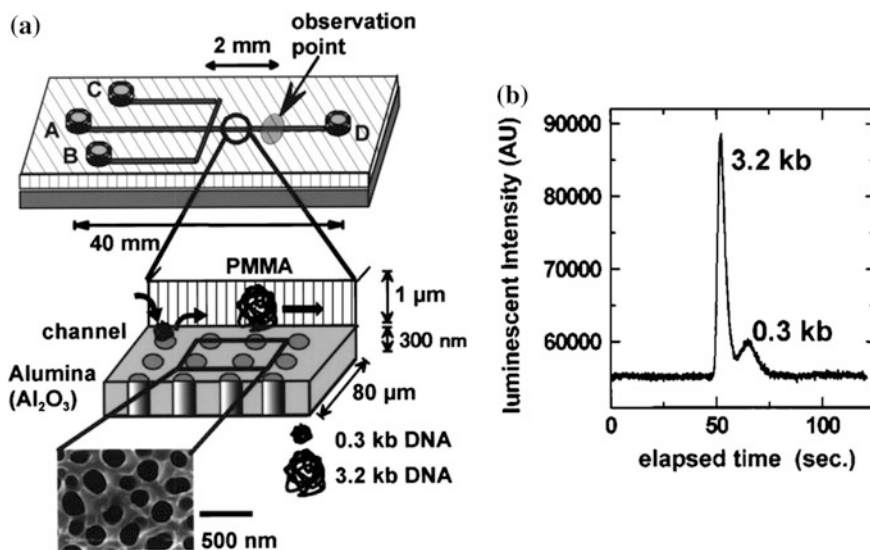 (a)
observation
point
2 mm
C
A
B
D
40 mm
PMMA
1 µm
channel
300 nm
Alumina
(Al₂O₃)
80 µm
0.3 kb DNA
3.2 kb DNA
500 nm
(b)
luminescent Intensity (AU)
90000
80000
70000
60000
3.2 kb
0.3 kb
0
50
100
elapsed time (sec.)